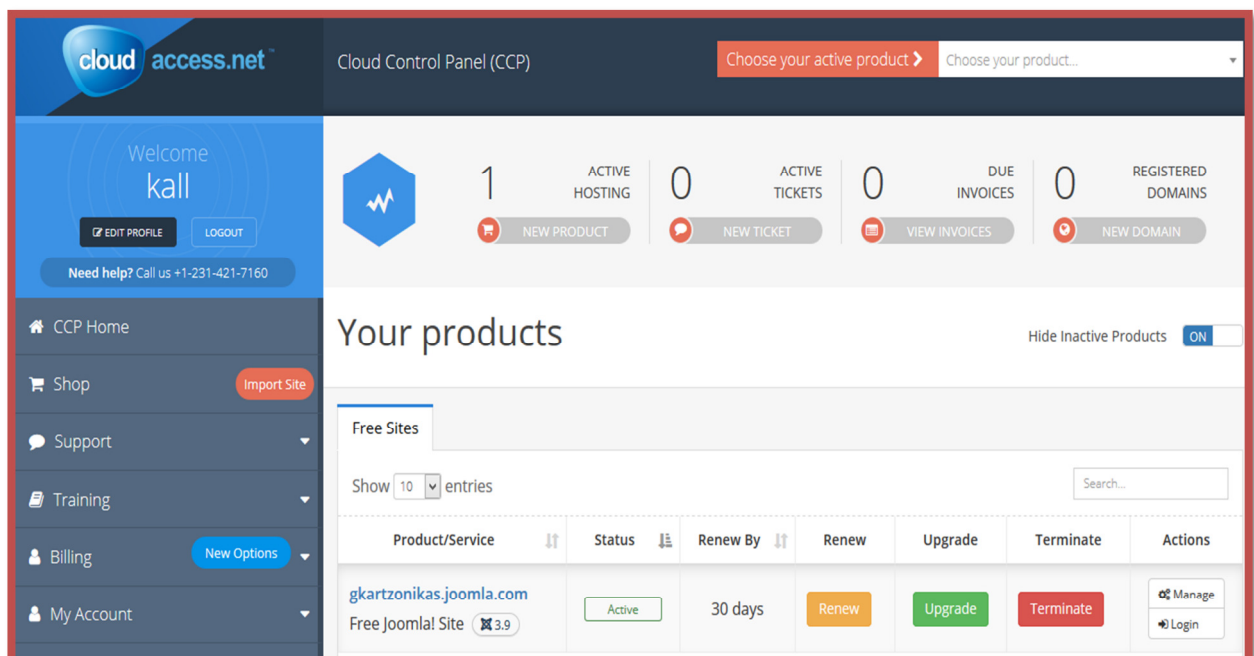 cloud access.net™
Cloud Control Panel (CCP)
Choose your active product
Choose your product...
Welcome
kall
EDIT PROFILE
LOGOUT
Need help? Call us +1-231-421-7160
1
ACTIVE
HOSTING
NEW PRODUCT
0
ACTIVE
TICKETS
NEW TICKET
0
DUE
INVOICES
VIEW INVOICES
0
REGISTERED
DOMAINS
NEW DOMAIN
CCP Home
Shop
Import Site
Support
Training
Billing
New Options
My Account
Your products
Hide Inactive Products ON
Free Sites
Show 10 entries
Search...
Product/Service Status Renew By Renew Upgrade Terminate Actions
gkartzonikas.joomla.com
Free Joomla! Site 3.9
Active
30 days
Renew
Upgrade
Terminate
Manage
Login